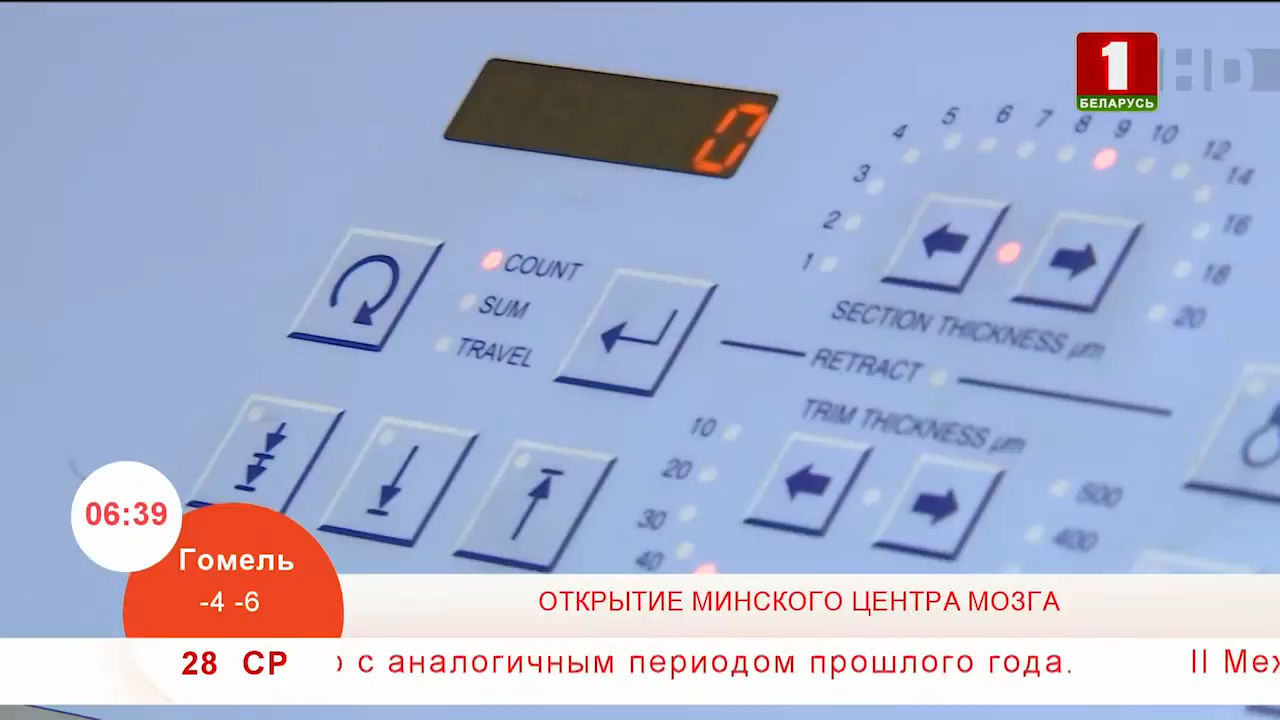 1
HD
БЕЛАРУСЬ
0
1 2 3 4 5 6 7 8 9 10 12 14 16 18 20
COUNT
SUM
TRAVEL
SECTION THICKNESS µm
RETRACT
TRIM THICKNESS µm
10
20
30
40
500
400
06:39
Гомель
-4 -6
ОТКРЫТИЕ МИНСКОГО ЦЕНТРА МОЗГА
28 СР
с аналогичным периодом прошлого года. II